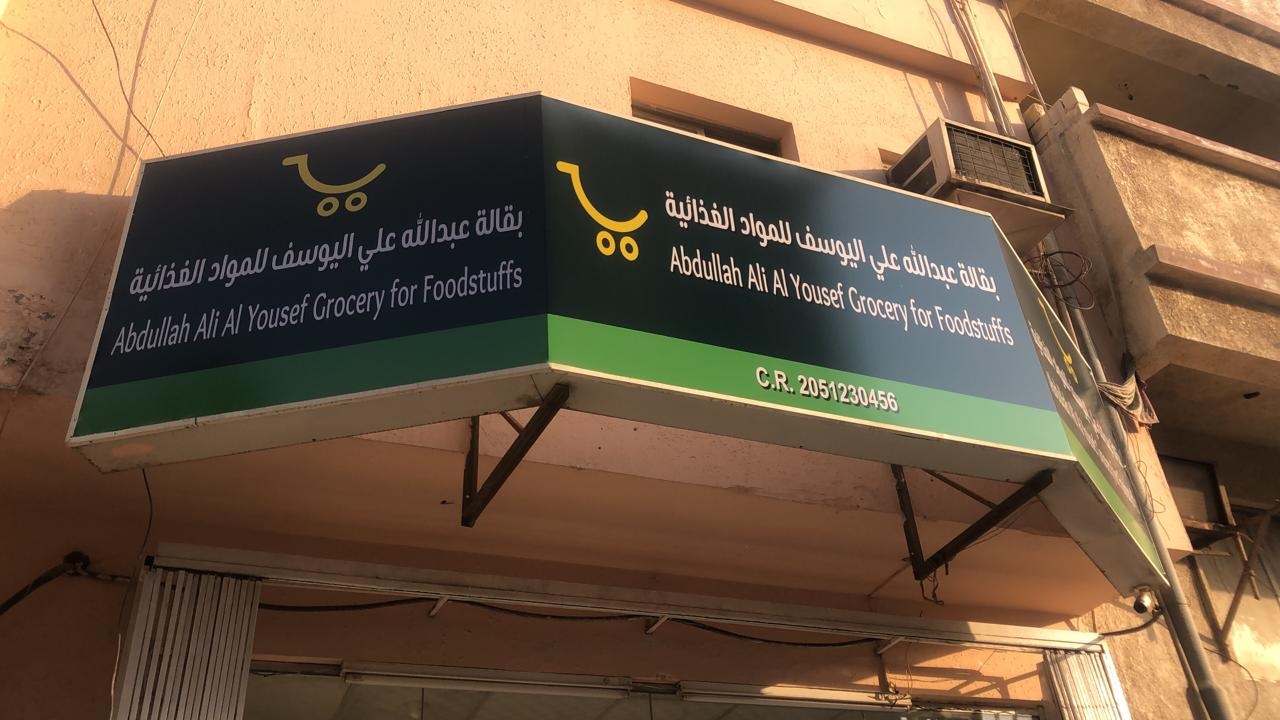 بقالة عبدالله علي اليوسف للمواد الغذائية
Abdullah Ali Al Yousef Grocery for Foodstuffs
بقالة عبدالله علي اليوسف للمواد الغذائية
Abdullah Ali Al Yousef Grocery for Foodstuffs
C.R. 2051230456